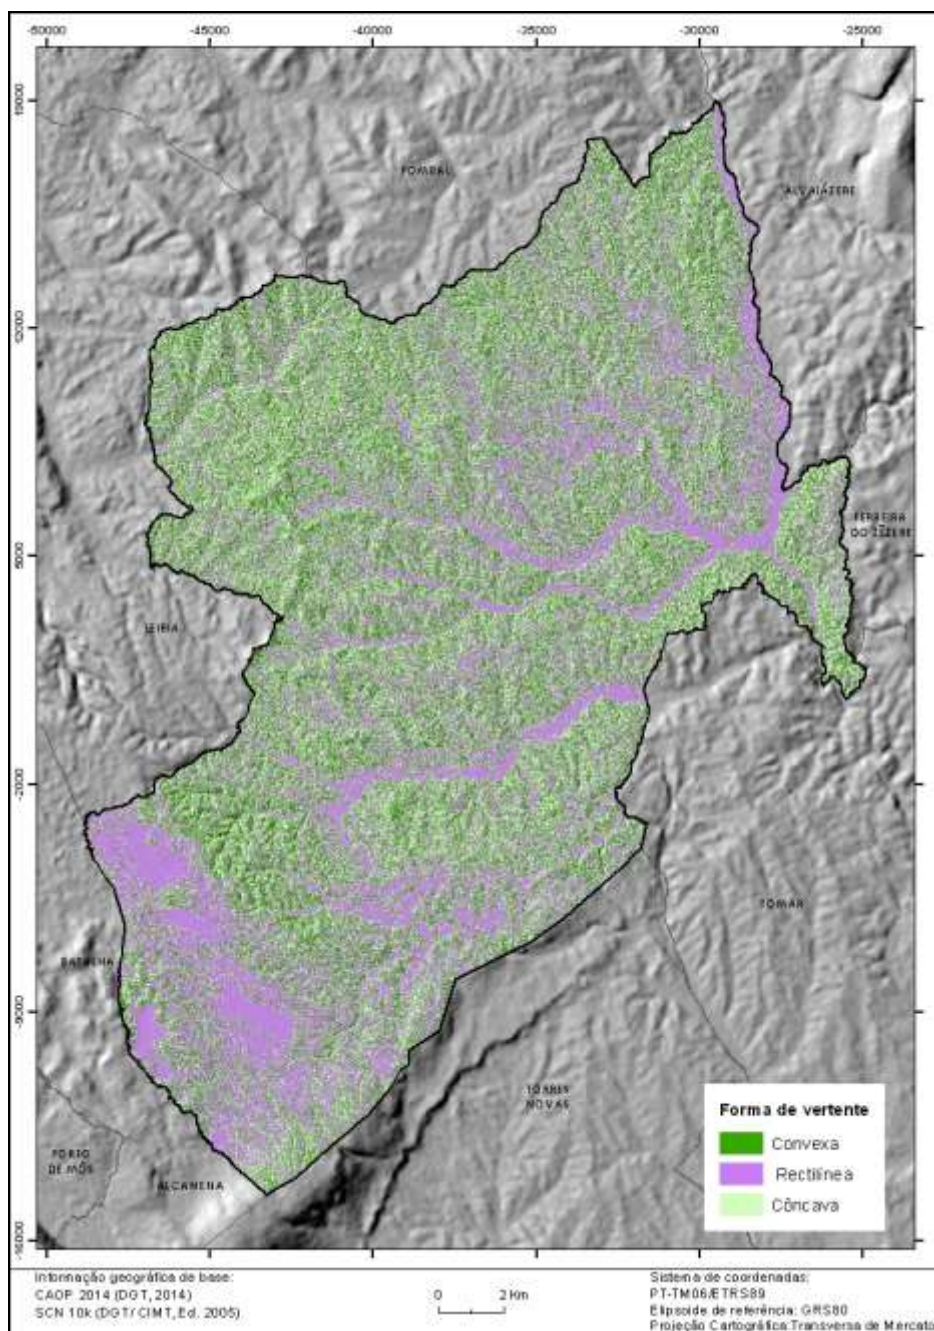 -50000 -45000 -40000 -35000 -30000 -25000
POMBAL
ALVAIÁZERE
FERREIRA
DO ZÊZERE
LEIRIA
TOMAR
BATALHA
TORRES
NOVAS
PORTO
DE MÓS
ALCANENA
Forma de vertente
Convexa
Rectilínea
Côncava
Informação geográfica de base:
CAOP 2014 (DGT, 2014)
SCN 10k (DGT/ CIMT, Ed. 2005)
0 2 Km
Sistema de coordenadas:
PT-TM06/ETRS89
Elipsoide de referência: GRS80
Projeção Cartográfica:Transversa de Mercato